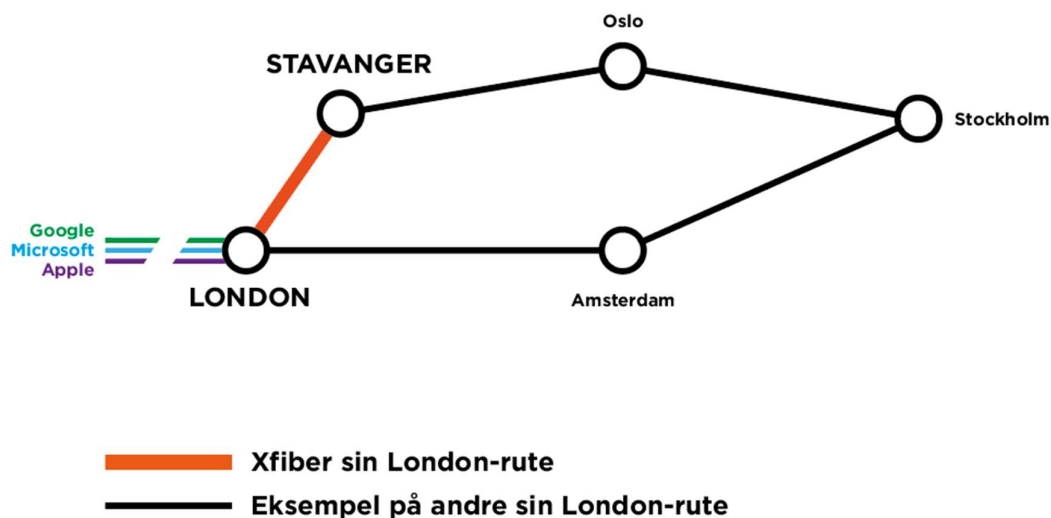 Oslo
STAVANGER
Stockholm
Google
Microsoft
Apple
LONDON
Amsterdam
Xfiber sin London-rute
Eksempel på andre sin London-rute